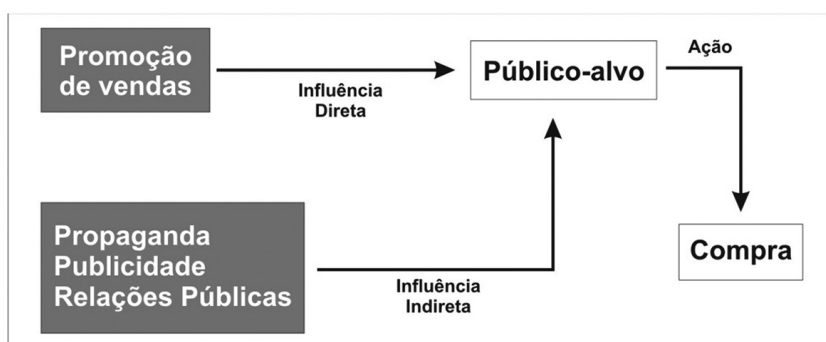 Promoção
de vendas
Influência
Direta
Público-alvo
Ação
Propaganda
Publicidade
Relações Públicas
Influência
Indireta
Compra